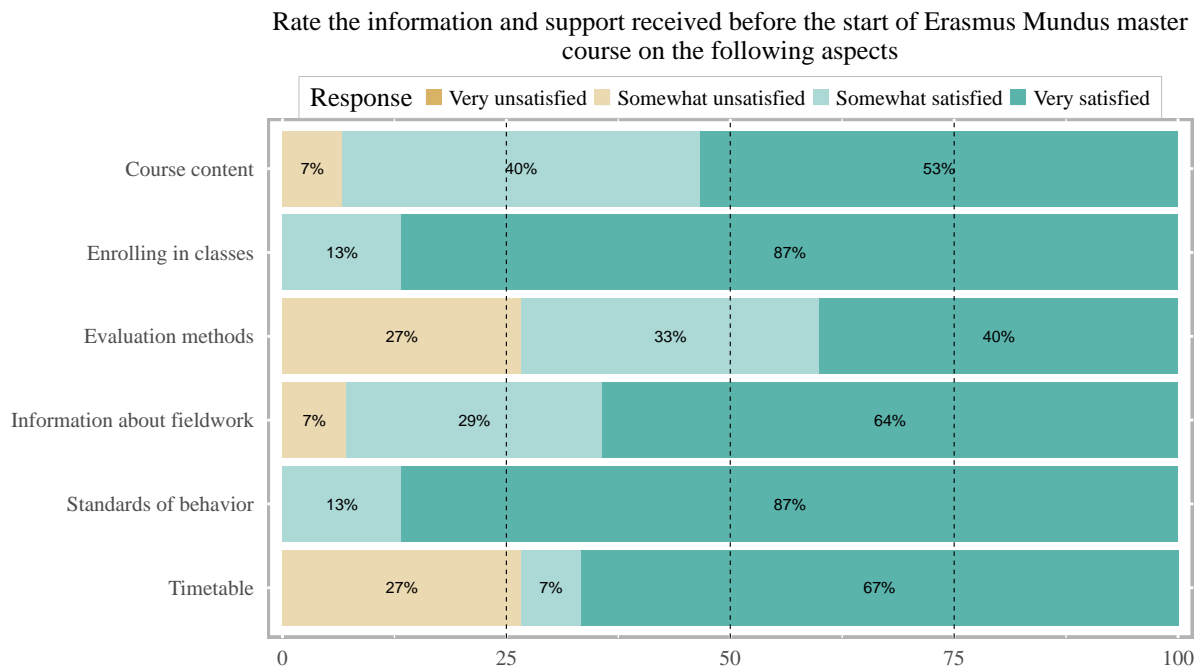 Rate the information and support received before the start of Erasmus Mundus master
course on the following aspects
Response Very unsatisfied Somewhat unsatisfied Somewhat satisfied Very satisfied
Course content 7% 40% 53%
Enrolling in classes 13% 87%
Evaluation methods 27% 33% 40%
Information about fieldwork 7% 29% 64%
Standards of behavior 13% 87%
Timetable 27% 7% 67%
0 25 50 75 100